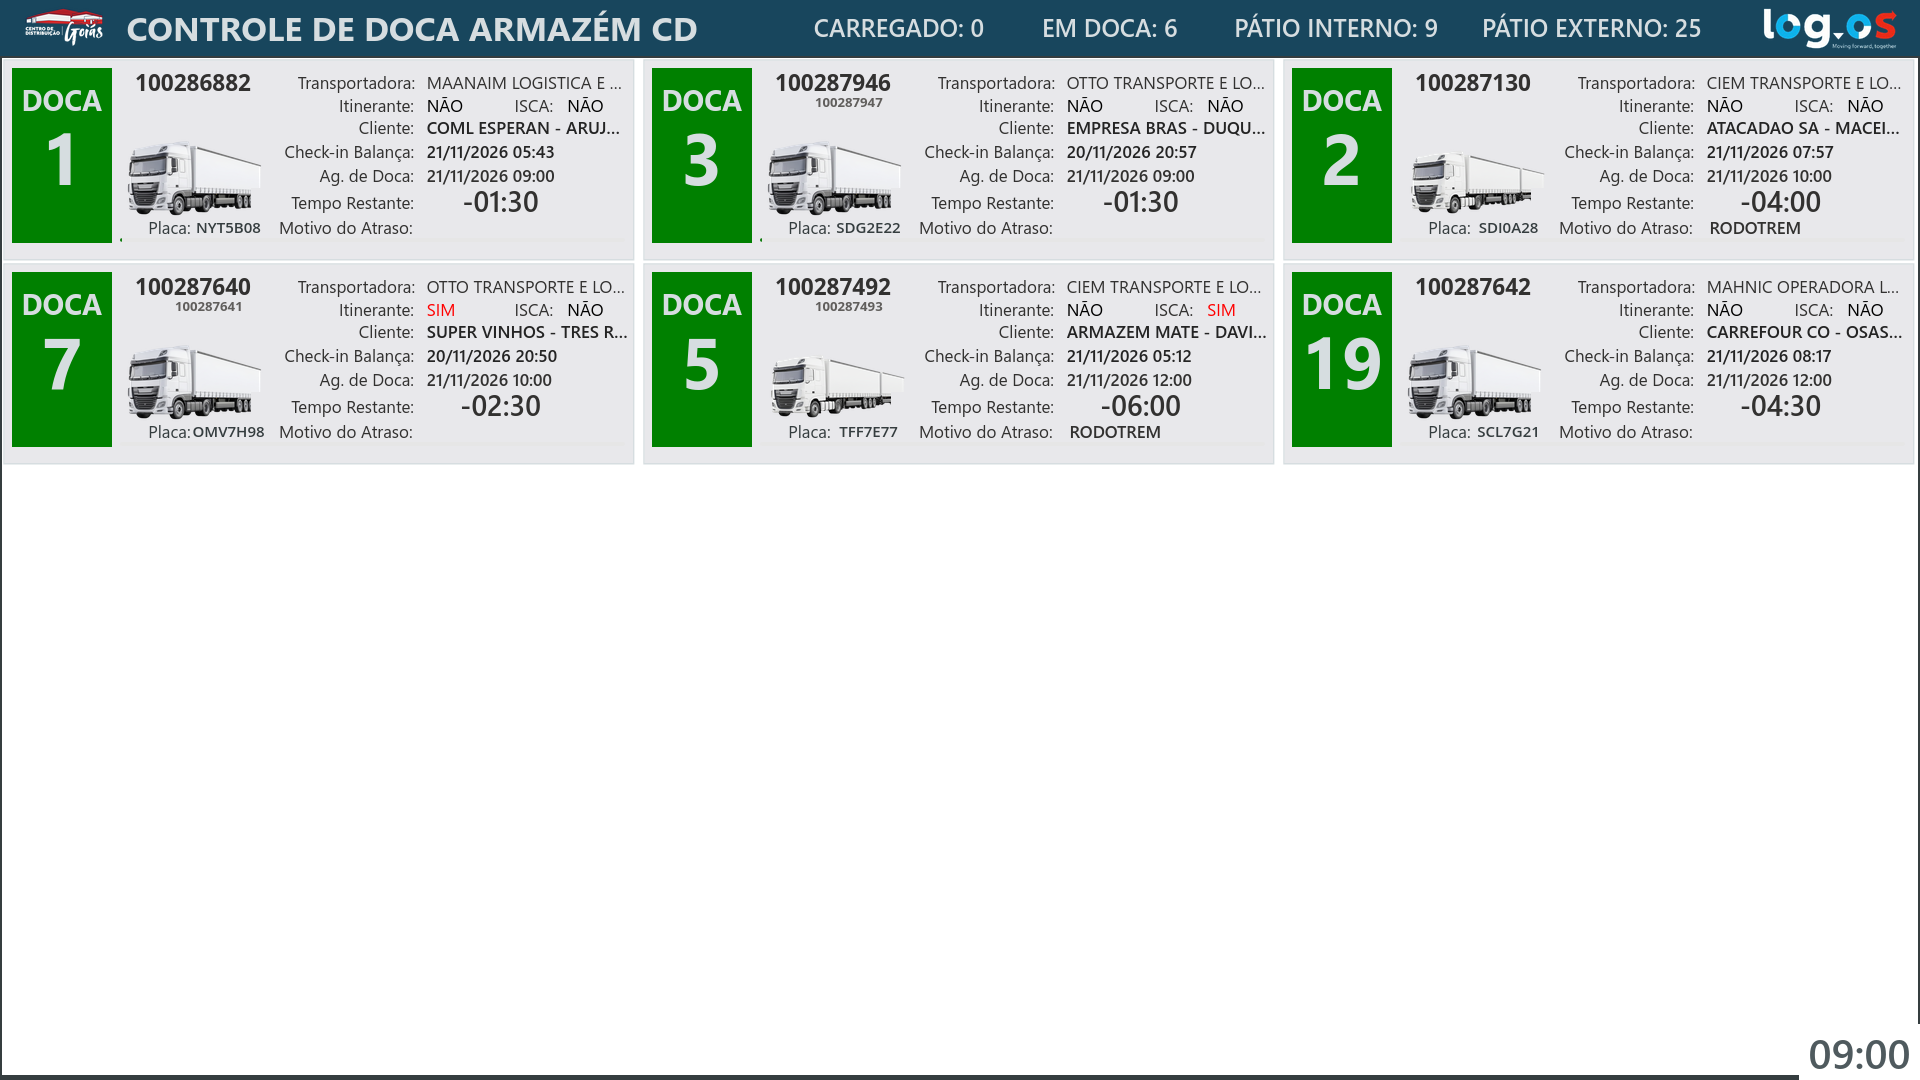 CENTRO DE DISTRIBUIÇÃO Goiás CONTROLE DE DOCA ARMAZÉM CD CARREGADO: 0 EM DOCA: 6 PÁTIO INTERNO: 9 PÁTIO EXTERNO: 25 log.os
Moving forward, together
DOCA
1
100286882
Transportadora: MAANAIM LOGISTICA E ...
Itinerante: NÃO ISCA: NÃO
Cliente: COML ESPERAN - ARUJ...
Check-in Balança: 21/11/2026 05:43
Ag. de Doca: 21/11/2026 09:00
Tempo Restante: -01:30
Placa: NYT5B08 Motivo do Atraso:
DOCA
3
100287946
100287947
Transportadora: OTTO TRANSPORTE E LO...
Itinerante: NÃO ISCA: NÃO
Cliente: EMPRESA BRAS - DUQU...
Check-in Balança: 20/11/2026 20:57
Ag. de Doca: 21/11/2026 09:00
Tempo Restante: -01:30
Placa: SDG2E22 Motivo do Atraso:
DOCA
2
100287130
Transportadora: CIEM TRANSPORTE E LO...
Itinerante: NÃO ISCA: NÃO
Cliente: ATACADAO SA - MACEI...
Check-in Balança: 21/11/2026 07:57
Ag. de Doca: 21/11/2026 10:00
Tempo Restante: -04:00
Placa: SDI0A28 Motivo do Atraso: RODOTREM
DOCA
7
100287640
100287641
Transportadora: OTTO TRANSPORTE E LO...
Itinerante: SIM ISCA: NÃO
Cliente: SUPER VINHOS - TRES R...
Check-in Balança: 20/11/2026 20:50
Ag. de Doca: 21/11/2026 10:00
Tempo Restante: -02:30
Placa: OMV7H98 Motivo do Atraso:
DOCA
5
100287492
100287493
Transportadora: CIEM TRANSPORTE E LO...
Itinerante: NÃO ISCA: SIM
Cliente: ARMAZEM MATE - DAVI...
Check-in Balança: 21/11/2026 05:12
Ag. de Doca: 21/11/2026 12:00
Tempo Restante: -06:00
Placa: TFF7E77 Motivo do Atraso: RODOTREM
DOCA
19
100287642
Transportadora: MAHNIC OPERADORA L...
Itinerante: NÃO ISCA: NÃO
Cliente: CARREFOUR CO - OSAS...
Check-in Balança: 21/11/2026 08:17
Ag. de Doca: 21/11/2026 12:00
Tempo Restante: -04:30
Placa: SCL7G21 Motivo do Atraso:
09:00